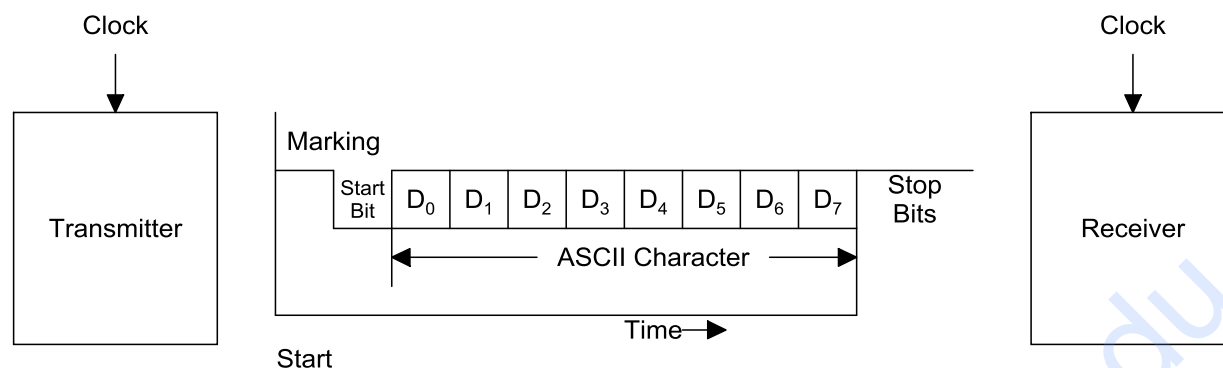 Clock
Clock
Marking
Transmitter
Start
Bit
D₀ D₁ D₂ D₃ D₄ D₅ D₆ D₇
Stop
Bits
Receiver
ASCII Character
Time
Start
du